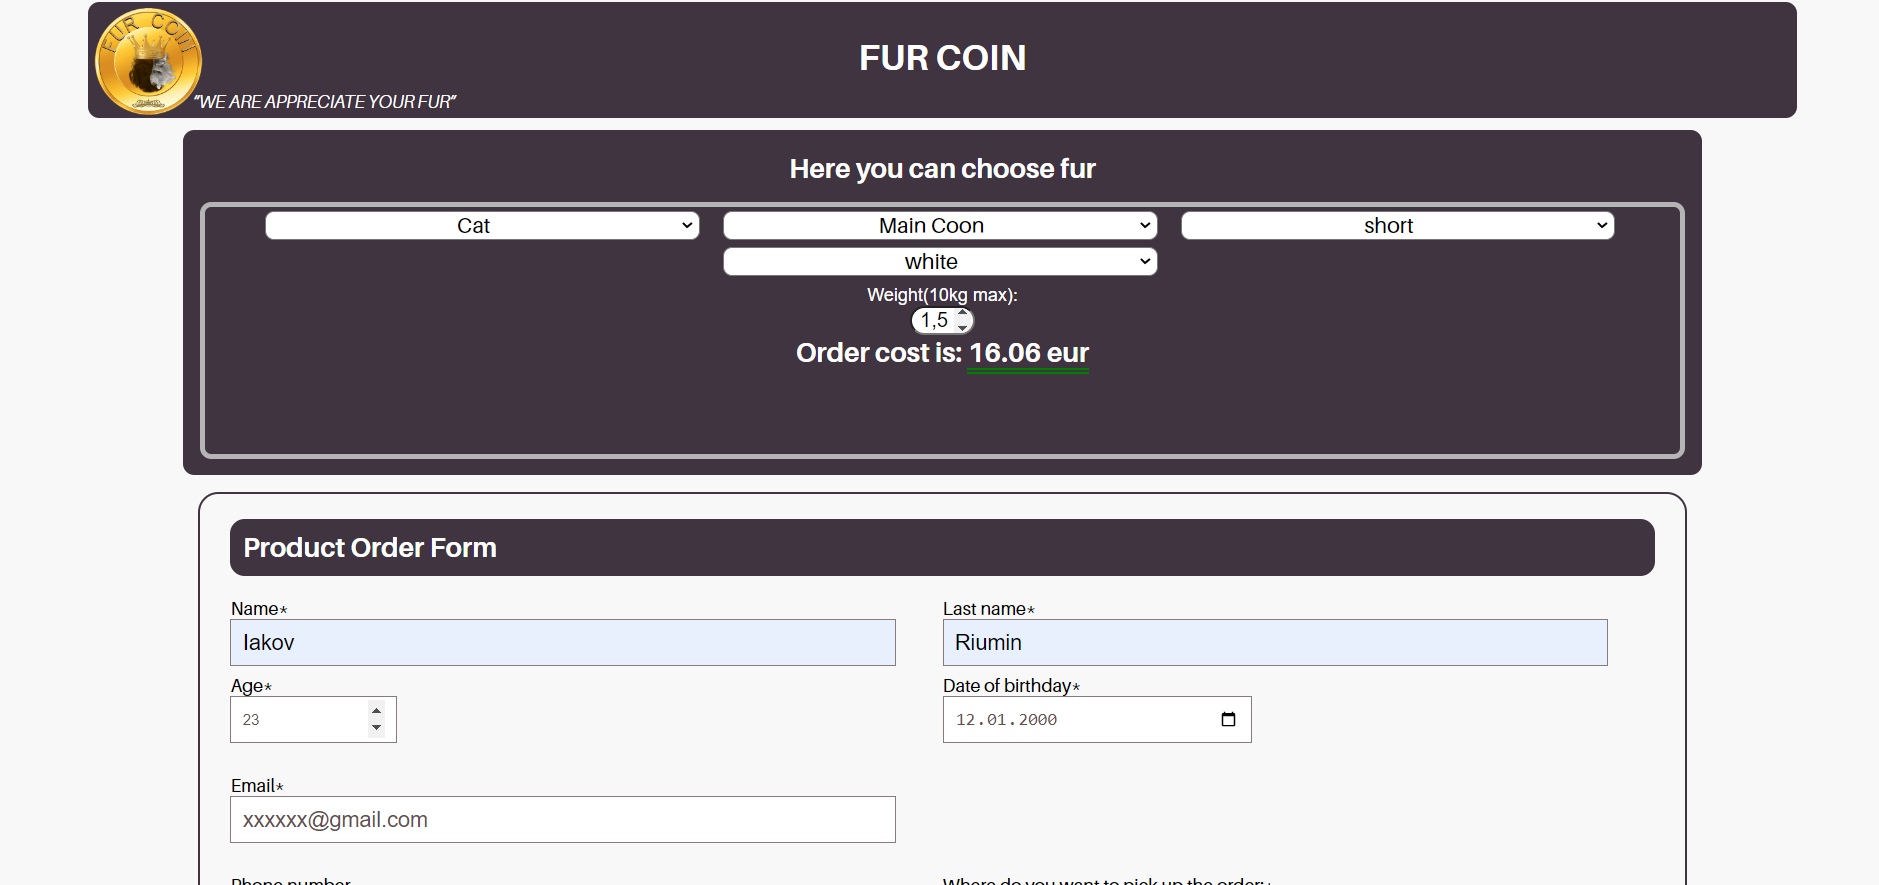 FUR COIN
FUR COIN
“WE ARE APPRECIATE YOUR FUR”
Here you can choose fur
Cat
Main Coon
short
white
Weight(10kg max):
1,5
Order cost is: 16.06 eur
Product Order Form
Name*
Last name*
Iakov
Riumin
Age*
Date of birthday*
23
12.01.2000
Email*
xxxxxx@gmail.com
Phone number
Where do you want to pick up the order: